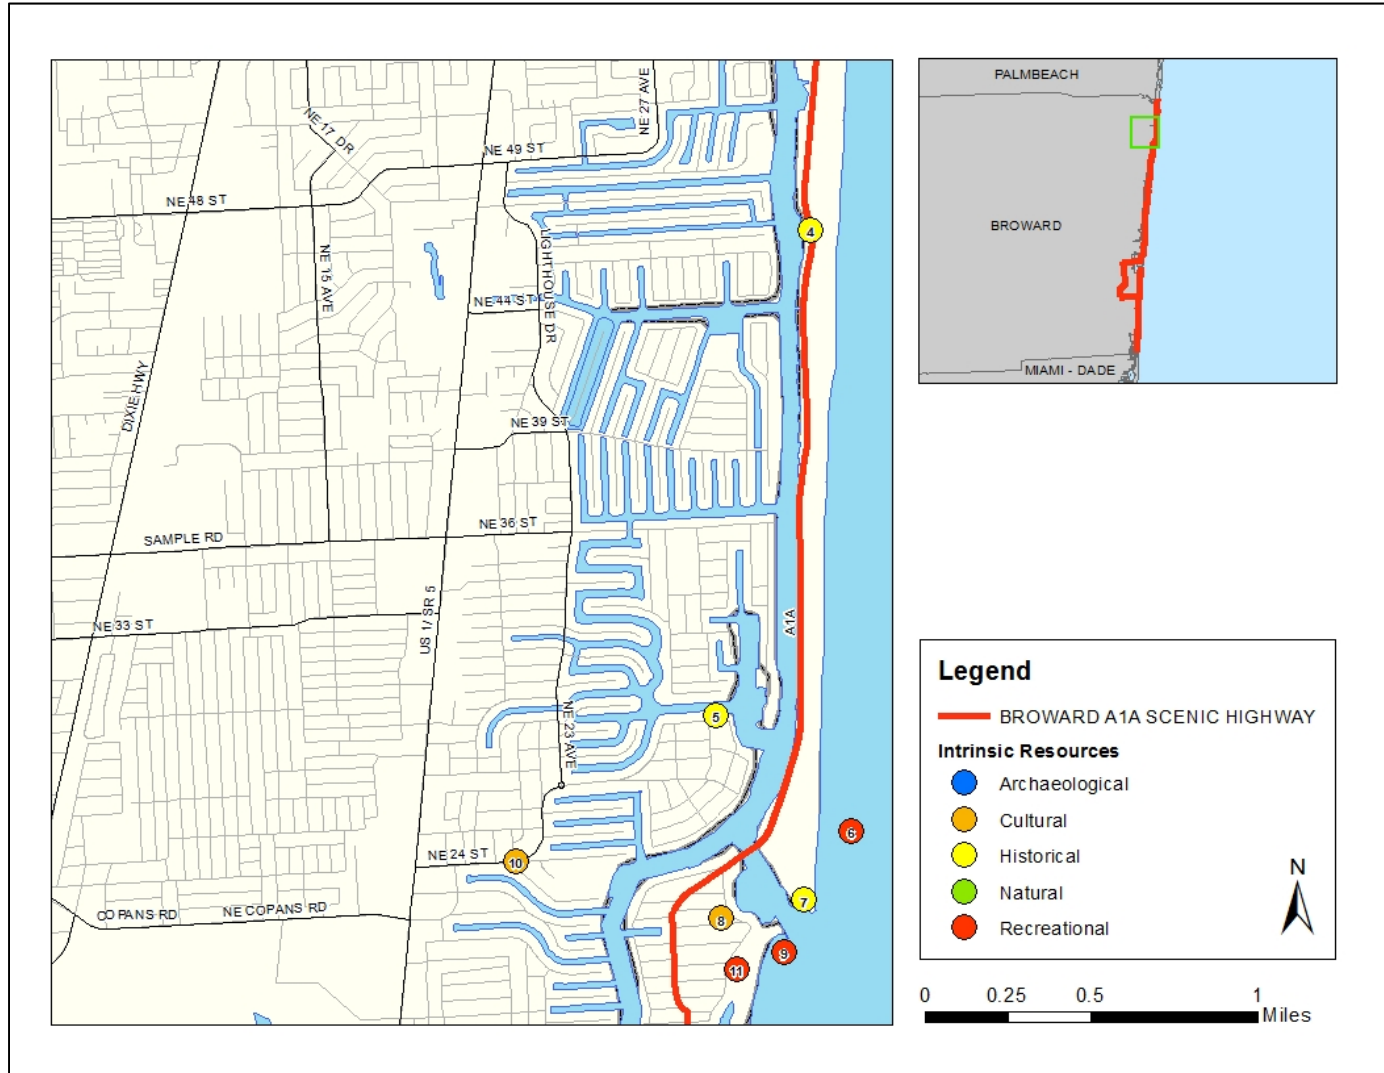 NE 27 AVE
NE 17 DR
NE 49 ST
NE 48 ST
4
LIGHTHOUSE DR
NE 15 AVE
NE 44 ST
DIXIE HWY
NE 39 ST
NE 36 ST
SAMPLE RD
US 1/ SR 5
A1A
NE 33 ST
5
NE 23 AVE
6
NE 24 ST
10
7
COPANS RD
NE COPANS RD
8
9
11
PALMBEACH
BROWARD
MIAMI - DADE
Legend
BROWARD A1A SCENIC HIGHWAY
Intrinsic Resources
Archaeological
Cultural
Historical
Natural
Recreational
N
0 0.25 0.5 1
Miles